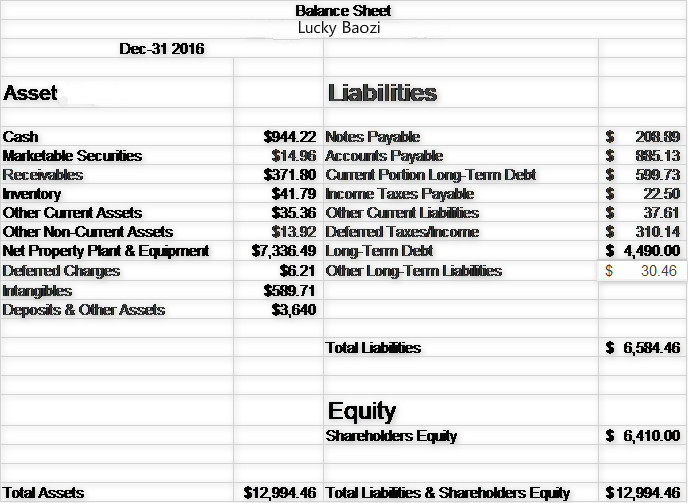 Balance Sheet
Lucky Baozi
Dec-31 2016
Asset Liabilities
Cash $944.22 Notes Payable $ 208.89
Marketable Securities $14.96 Accounts Payable $ 885.13
Receivables $371.80 Current Portion Long-Term Debt $ 599.73
Inventory $41.79 Income Taxes Payable $ 22.50
Other Current Assets $35.36 Other Current Liabilities $ 37.61
Other Non-Current Assets $13.92 Deferred Taxes/Income $ 310.14
Net Property Plant & Equipment $7,336.49 Long-Term Debt $ 4,490.00
Deferred Charges $6.21 Other Long-Term Liabilities $ 30.46
Intangibles $589.71
Deposits & Other Assets $3,640
Total Liabilities $ 6,584.46
Equity
Shareholders Equity $ 6,410.00
Total Assets $12,994.46 Total Liabilities & Shareholders Equity $12,994.46